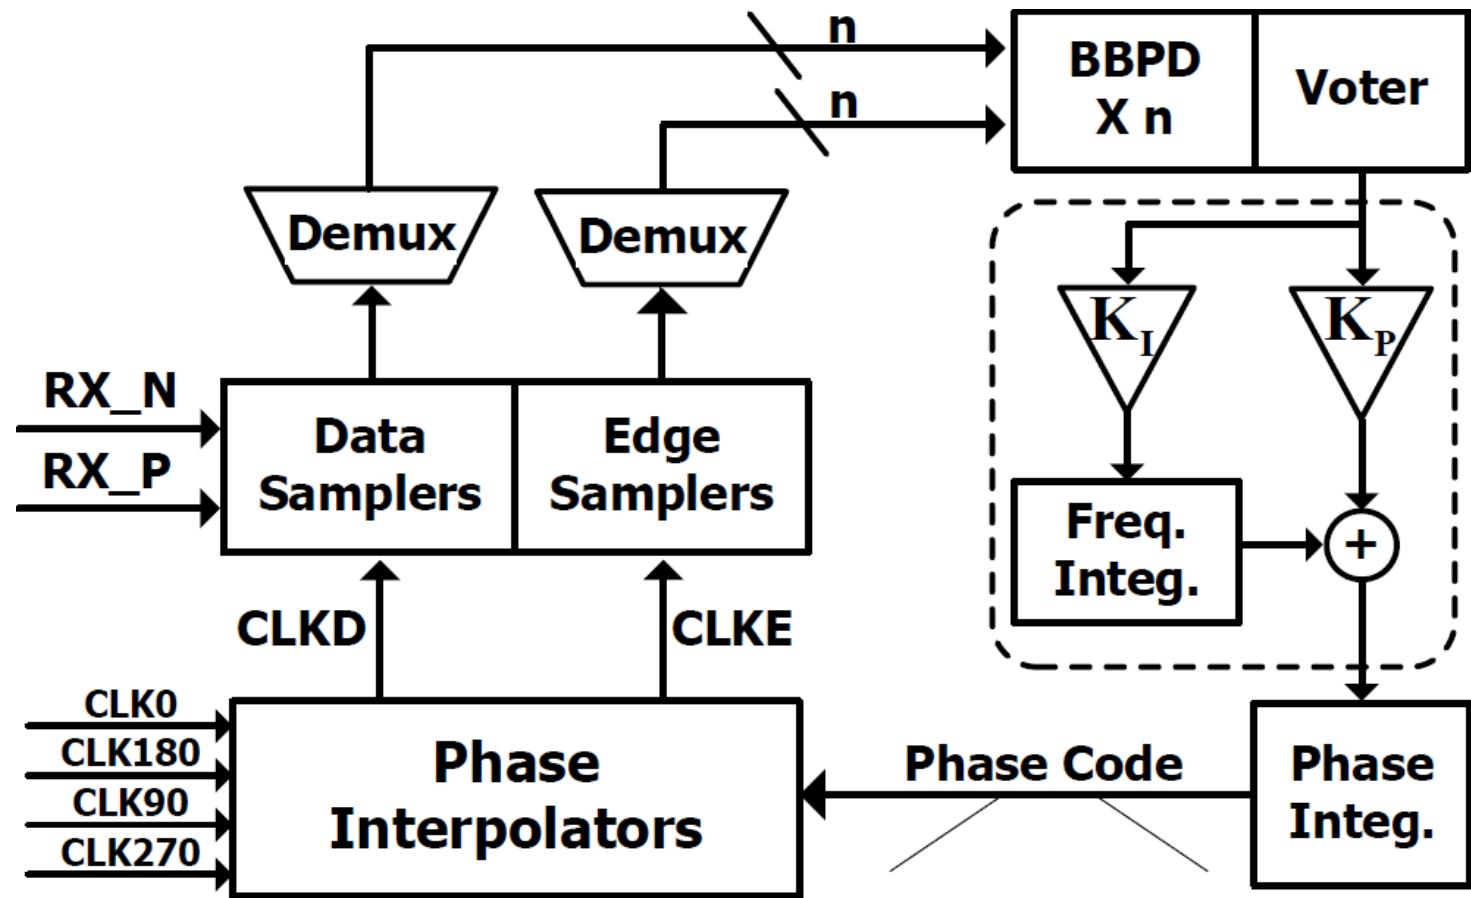 n
n
BBPD
X n
Voter
Demux
Demux
K_I
K_P
RX_N
RX_P
Data
Samplers
Edge
Samplers
Freq.
Integ.
+
CLKD
CLKE
CLK0
CLK180
CLK90
CLK270
Phase
Interpolators
Phase Code
Phase
Integ.